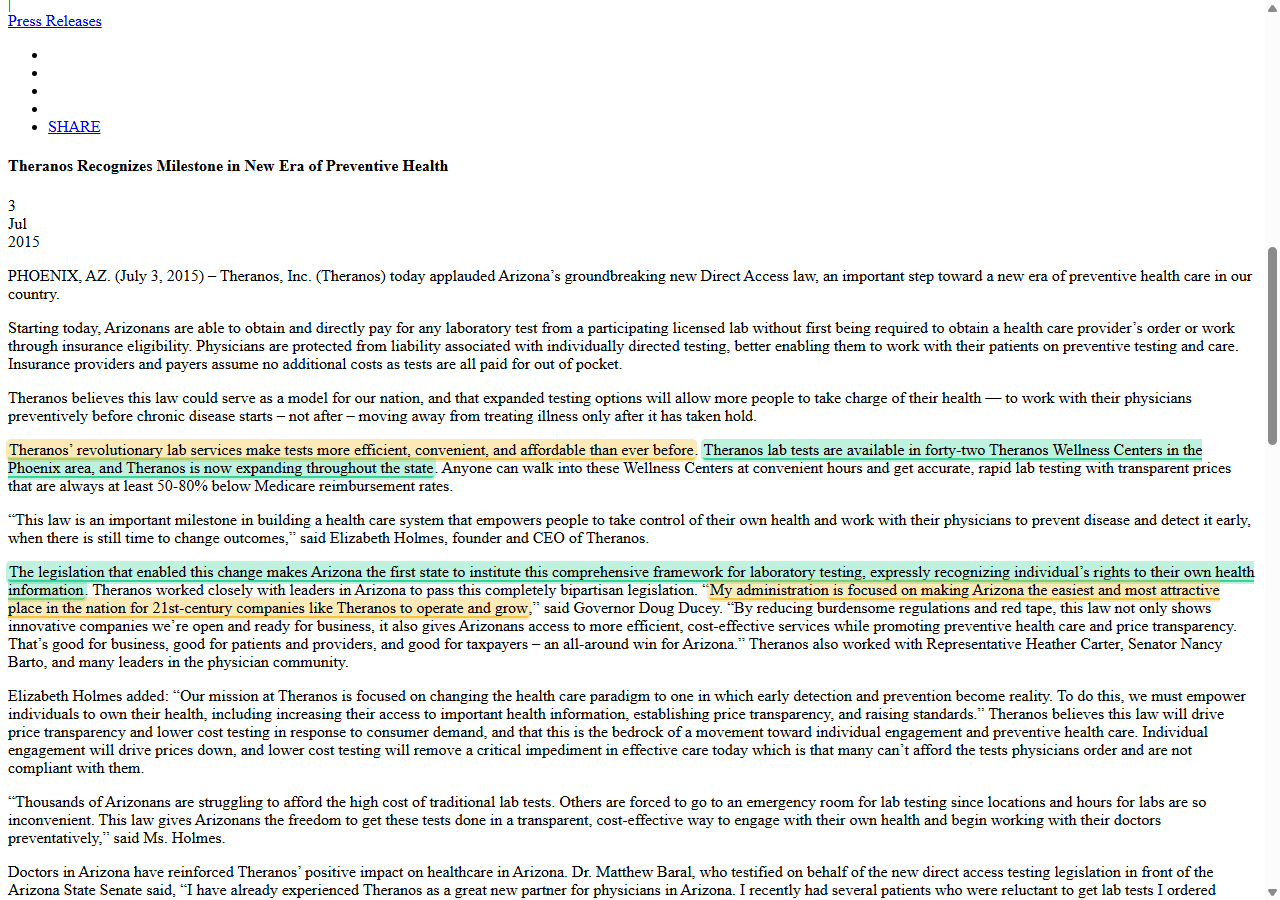 Press Releases
SHARE
Theranos Recognizes Milestone in New Era of Preventive Health
3
Jul
2015
PHOENIX, AZ. (July 3, 2015) – Theranos, Inc. (Theranos) today applauded Arizona’s groundbreaking new Direct Access law, an important step toward a new era of preventive health care in our
country.
Starting today, Arizonans are able to obtain and directly pay for any laboratory test from a participating licensed lab without first being required to obtain a health care provider’s order or work
through insurance eligibility. Physicians are protected from liability associated with individually directed testing, better enabling them to work with their patients on preventive testing and care.
Insurance providers and payers assume no additional costs as tests are all paid for out of pocket.
Theranos believes this law could serve as a model for our nation, and that expanded testing options will allow more people to take charge of their health — to work with their physicians
preventively before chronic disease starts – not after – moving away from treating illness only after it has taken hold.
Theranos’ revolutionary lab services make tests more efficient, convenient, and affordable than ever before. Theranos lab tests are available in forty-two Theranos Wellness Centers in the
Phoenix area, and Theranos is now expanding throughout the state. Anyone can walk into these Wellness Centers at convenient hours and get accurate, rapid lab testing with transparent prices
that are always at least 50-80% below Medicare reimbursement rates.
“This law is an important milestone in building a health care system that empowers people to take control of their own health and work with their physicians to prevent disease and detect it early,
when there is still time to change outcomes,” said Elizabeth Holmes, founder and CEO of Theranos.
The legislation that enabled this change makes Arizona the first state to institute this comprehensive framework for laboratory testing, expressly recognizing individual’s rights to their own health
information. Theranos worked closely with leaders in Arizona to pass this completely bipartisan legislation. “My administration is focused on making Arizona the easiest and most attractive
place in the nation for 21st-century companies like Theranos to operate and grow,” said Governor Doug Ducey. “By reducing burdensome regulations and red tape, this law not only shows
innovative companies we’re open and ready for business, it also gives Arizonans access to more efficient, cost-effective services while promoting preventive health care and price transparency.
That’s good for business, good for patients and providers, and good for taxpayers – an all-around win for Arizona.” Theranos also worked with Representative Heather Carter, Senator Nancy
Barto, and many leaders in the physician community.
Elizabeth Holmes added: “Our mission at Theranos is focused on changing the health care paradigm to one in which early detection and prevention become reality. To do this, we must empower
individuals to own their health, including increasing their access to important health information, establishing price transparency, and raising standards.” Theranos believes this law will drive
price transparency and lower cost testing in response to consumer demand, and that this is the bedrock of a movement toward individual engagement and preventive health care. Individual
engagement will drive prices down, and lower cost testing will remove a critical impediment in effective care today which is that many can’t afford the tests physicians order and are not
compliant with them.
“Thousands of Arizonans are struggling to afford the high cost of traditional lab tests. Others are forced to go to an emergency room for lab testing since locations and hours for labs are so
inconvenient. This law gives Arizonans the freedom to get these tests done in a transparent, cost-effective way to engage with their own health and begin working with their doctors
preventatively,” said Ms. Holmes.
Doctors in Arizona have reinforced Theranos’ positive impact on healthcare in Arizona. Dr. Matthew Baral, who testified on behalf of the new direct access testing legislation in front of the
Arizona State Senate said, “I have already experienced Theranos as a great new partner for physicians in Arizona. I recently had several patients who were reluctant to get lab tests I ordered